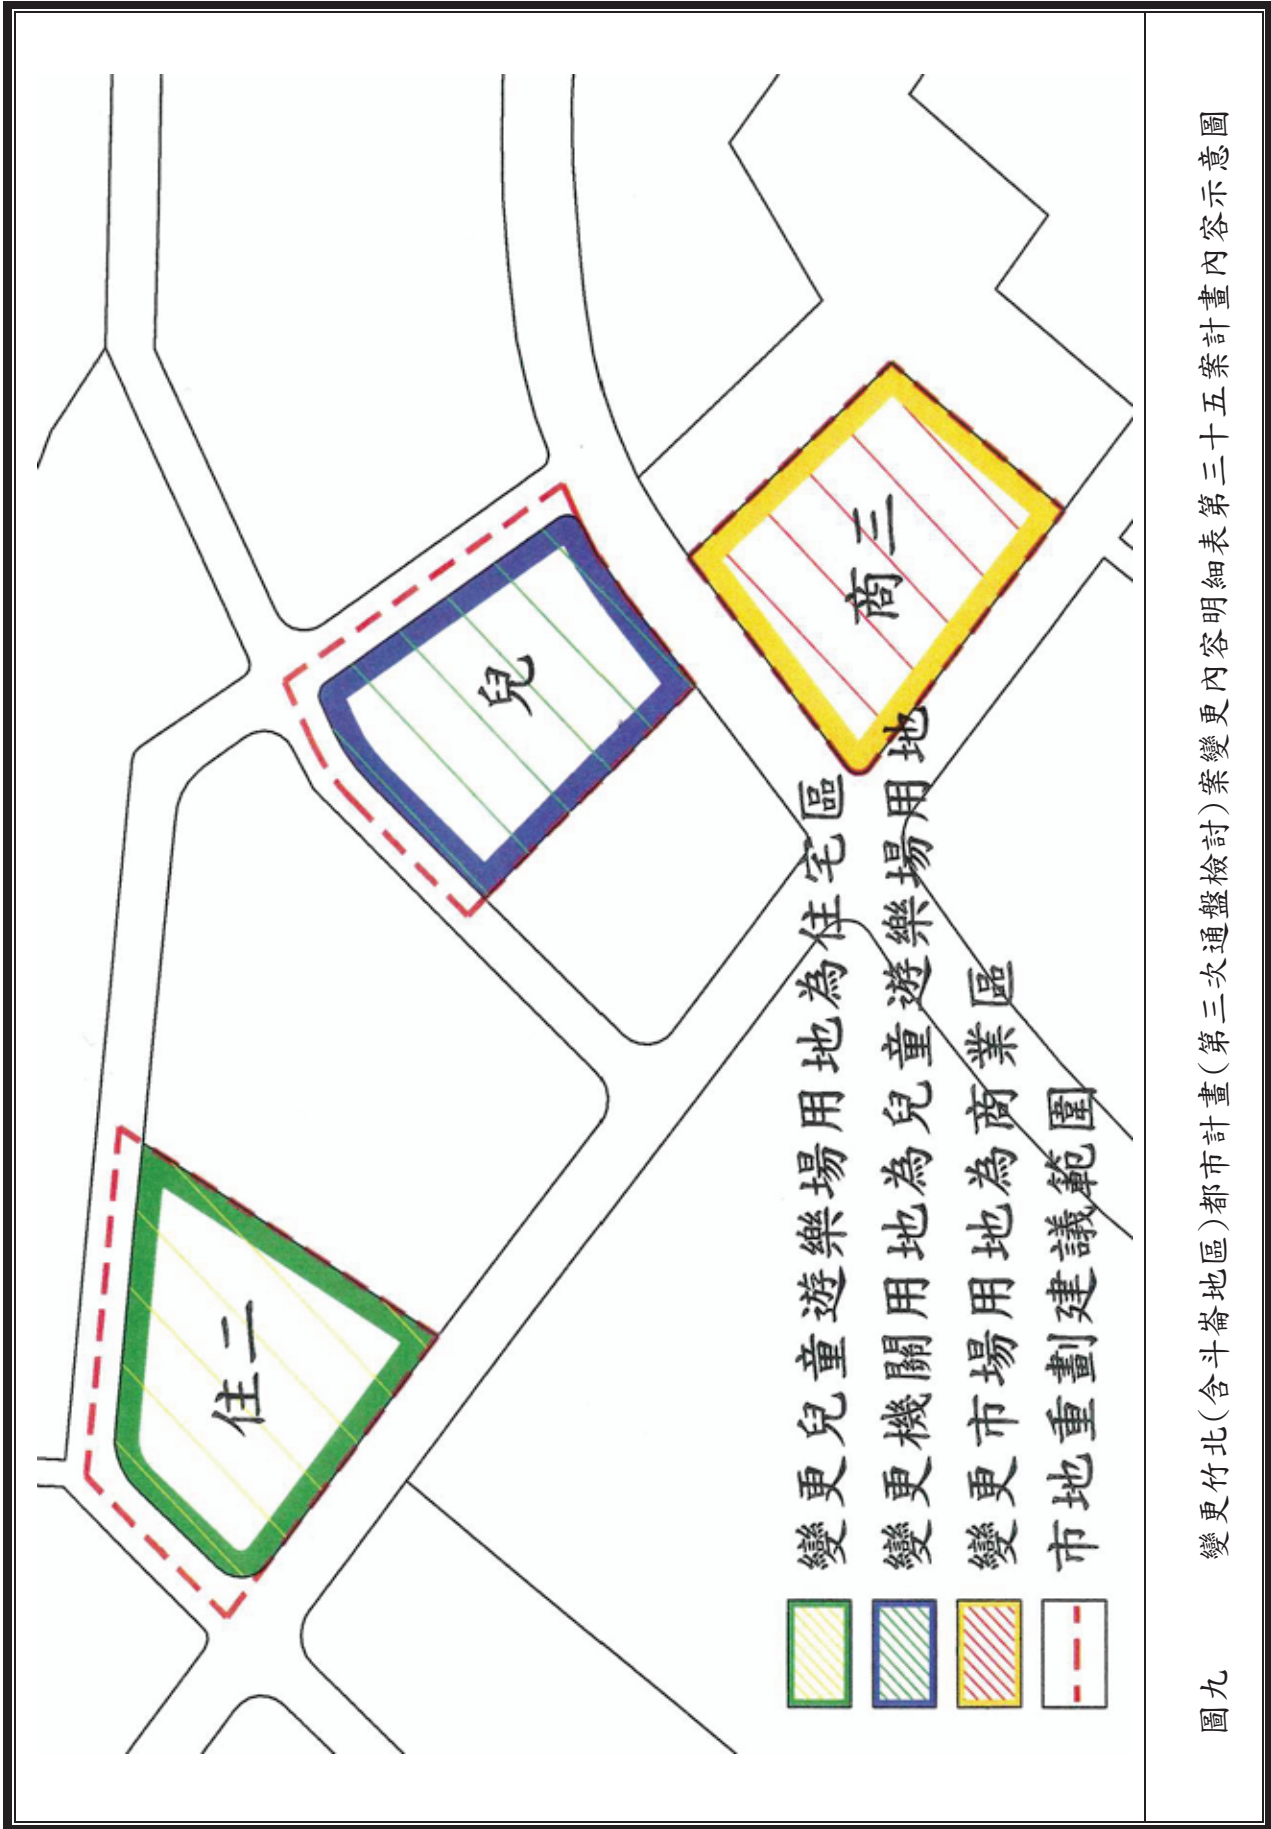 住二
兒
商三
變更兒童遊樂場用地為住宅區
變更機關用地為兒童遊樂場用地
變更市場用地為商業區
市地重劃建議範圍
圖九 變更竹北(含斗崙地區)都市計畫(第三次通盤檢討)案變更內容明細表第三十五案計畫內容示意圖